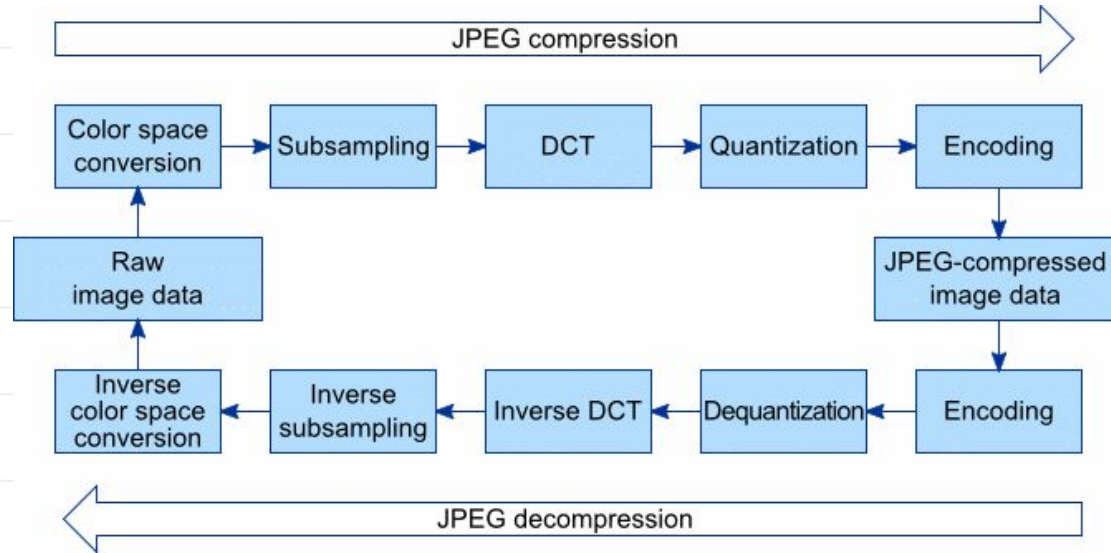 JPEG compression
Color space
conversion
Subsampling
DCT
Quantization
Encoding
Raw
image data
JPEG-compressed
image data
Inverse
color space
conversion
Inverse
subsampling
Inverse DCT
Dequantization
Encoding
JPEG decompression